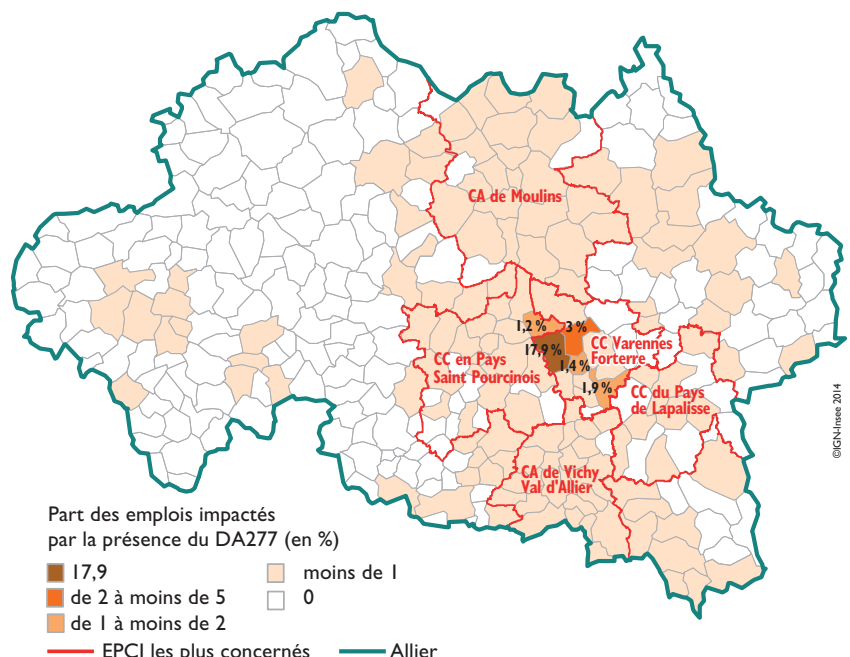 CA de Moulins
1,2 %
3 %
17,9 %
1,4 %
1,9 %
CC Varennes
Forterre
CC en Pays
Saint Pourcinois
CC du Pays
de Lapalisse
CA de Vichy
Val d'Allier
©IGN-Insee 2014
Part des emplois impactés
par la présence du DA277 (en %)
17,9
de 2 à moins de 5
de 1 à moins de 2
moins de 1
0
EPCI les plus concernés
Allier